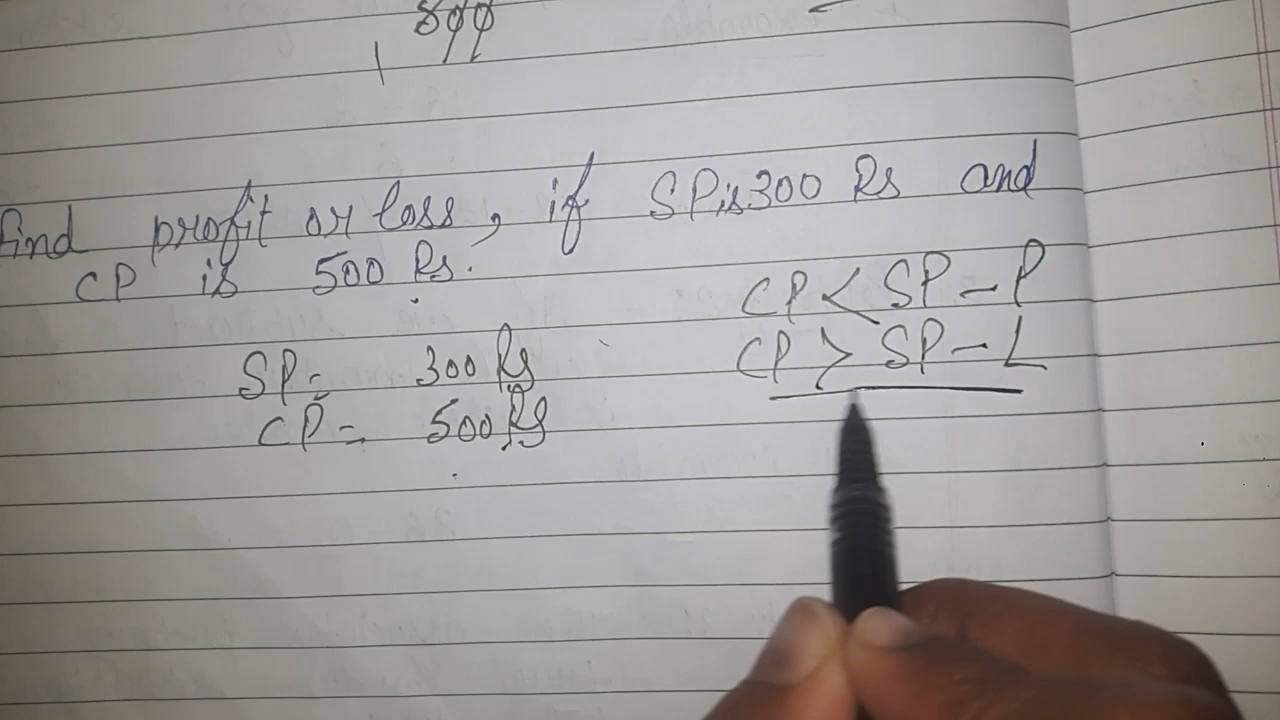 899
find profit or loss, if SP is 300 Rs and
CP is 500 Rs.
CP < SP - P
CP > SP - L
SP = 300 Rs
CP = 500 Rs